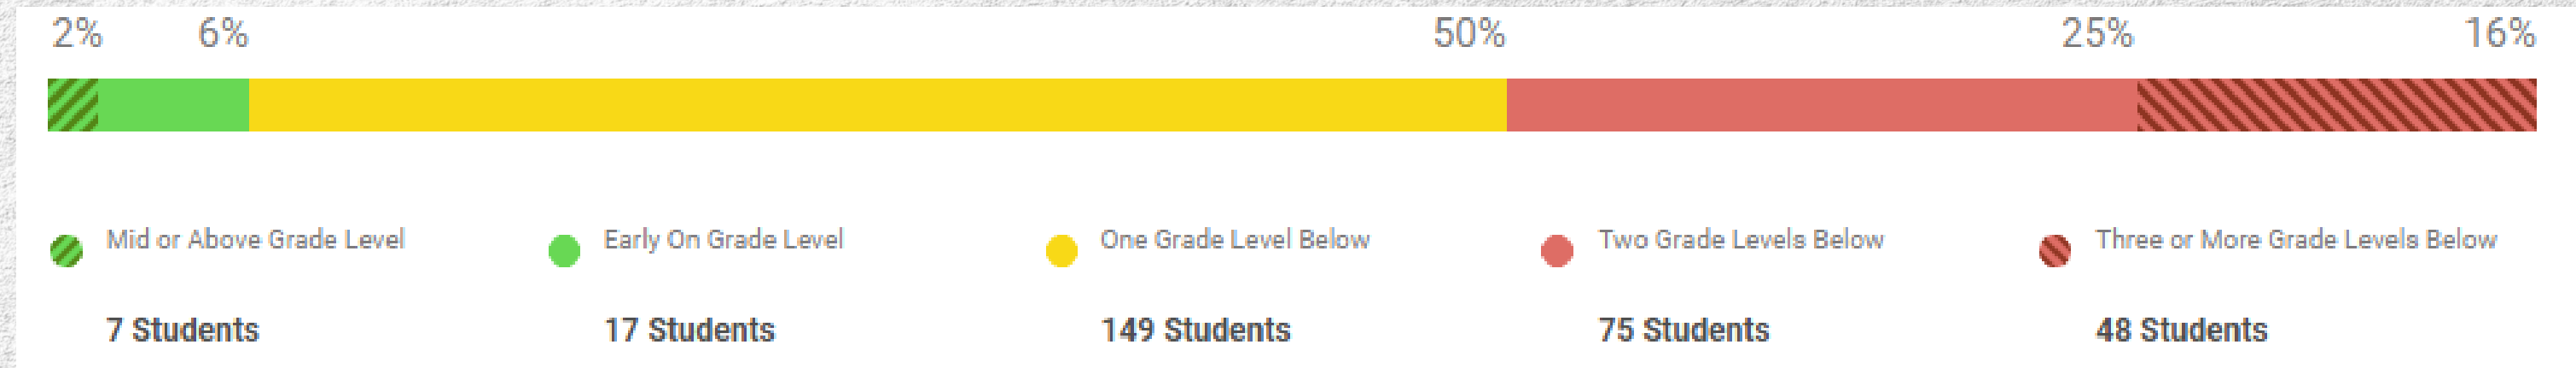 2% 6% 50% 25% 16%
Mid or Above Grade Level
7 Students
Early On Grade Level
17 Students
One Grade Level Below
149 Students
Two Grade Levels Below
75 Students
Three or More Grade Levels Below
48 Students